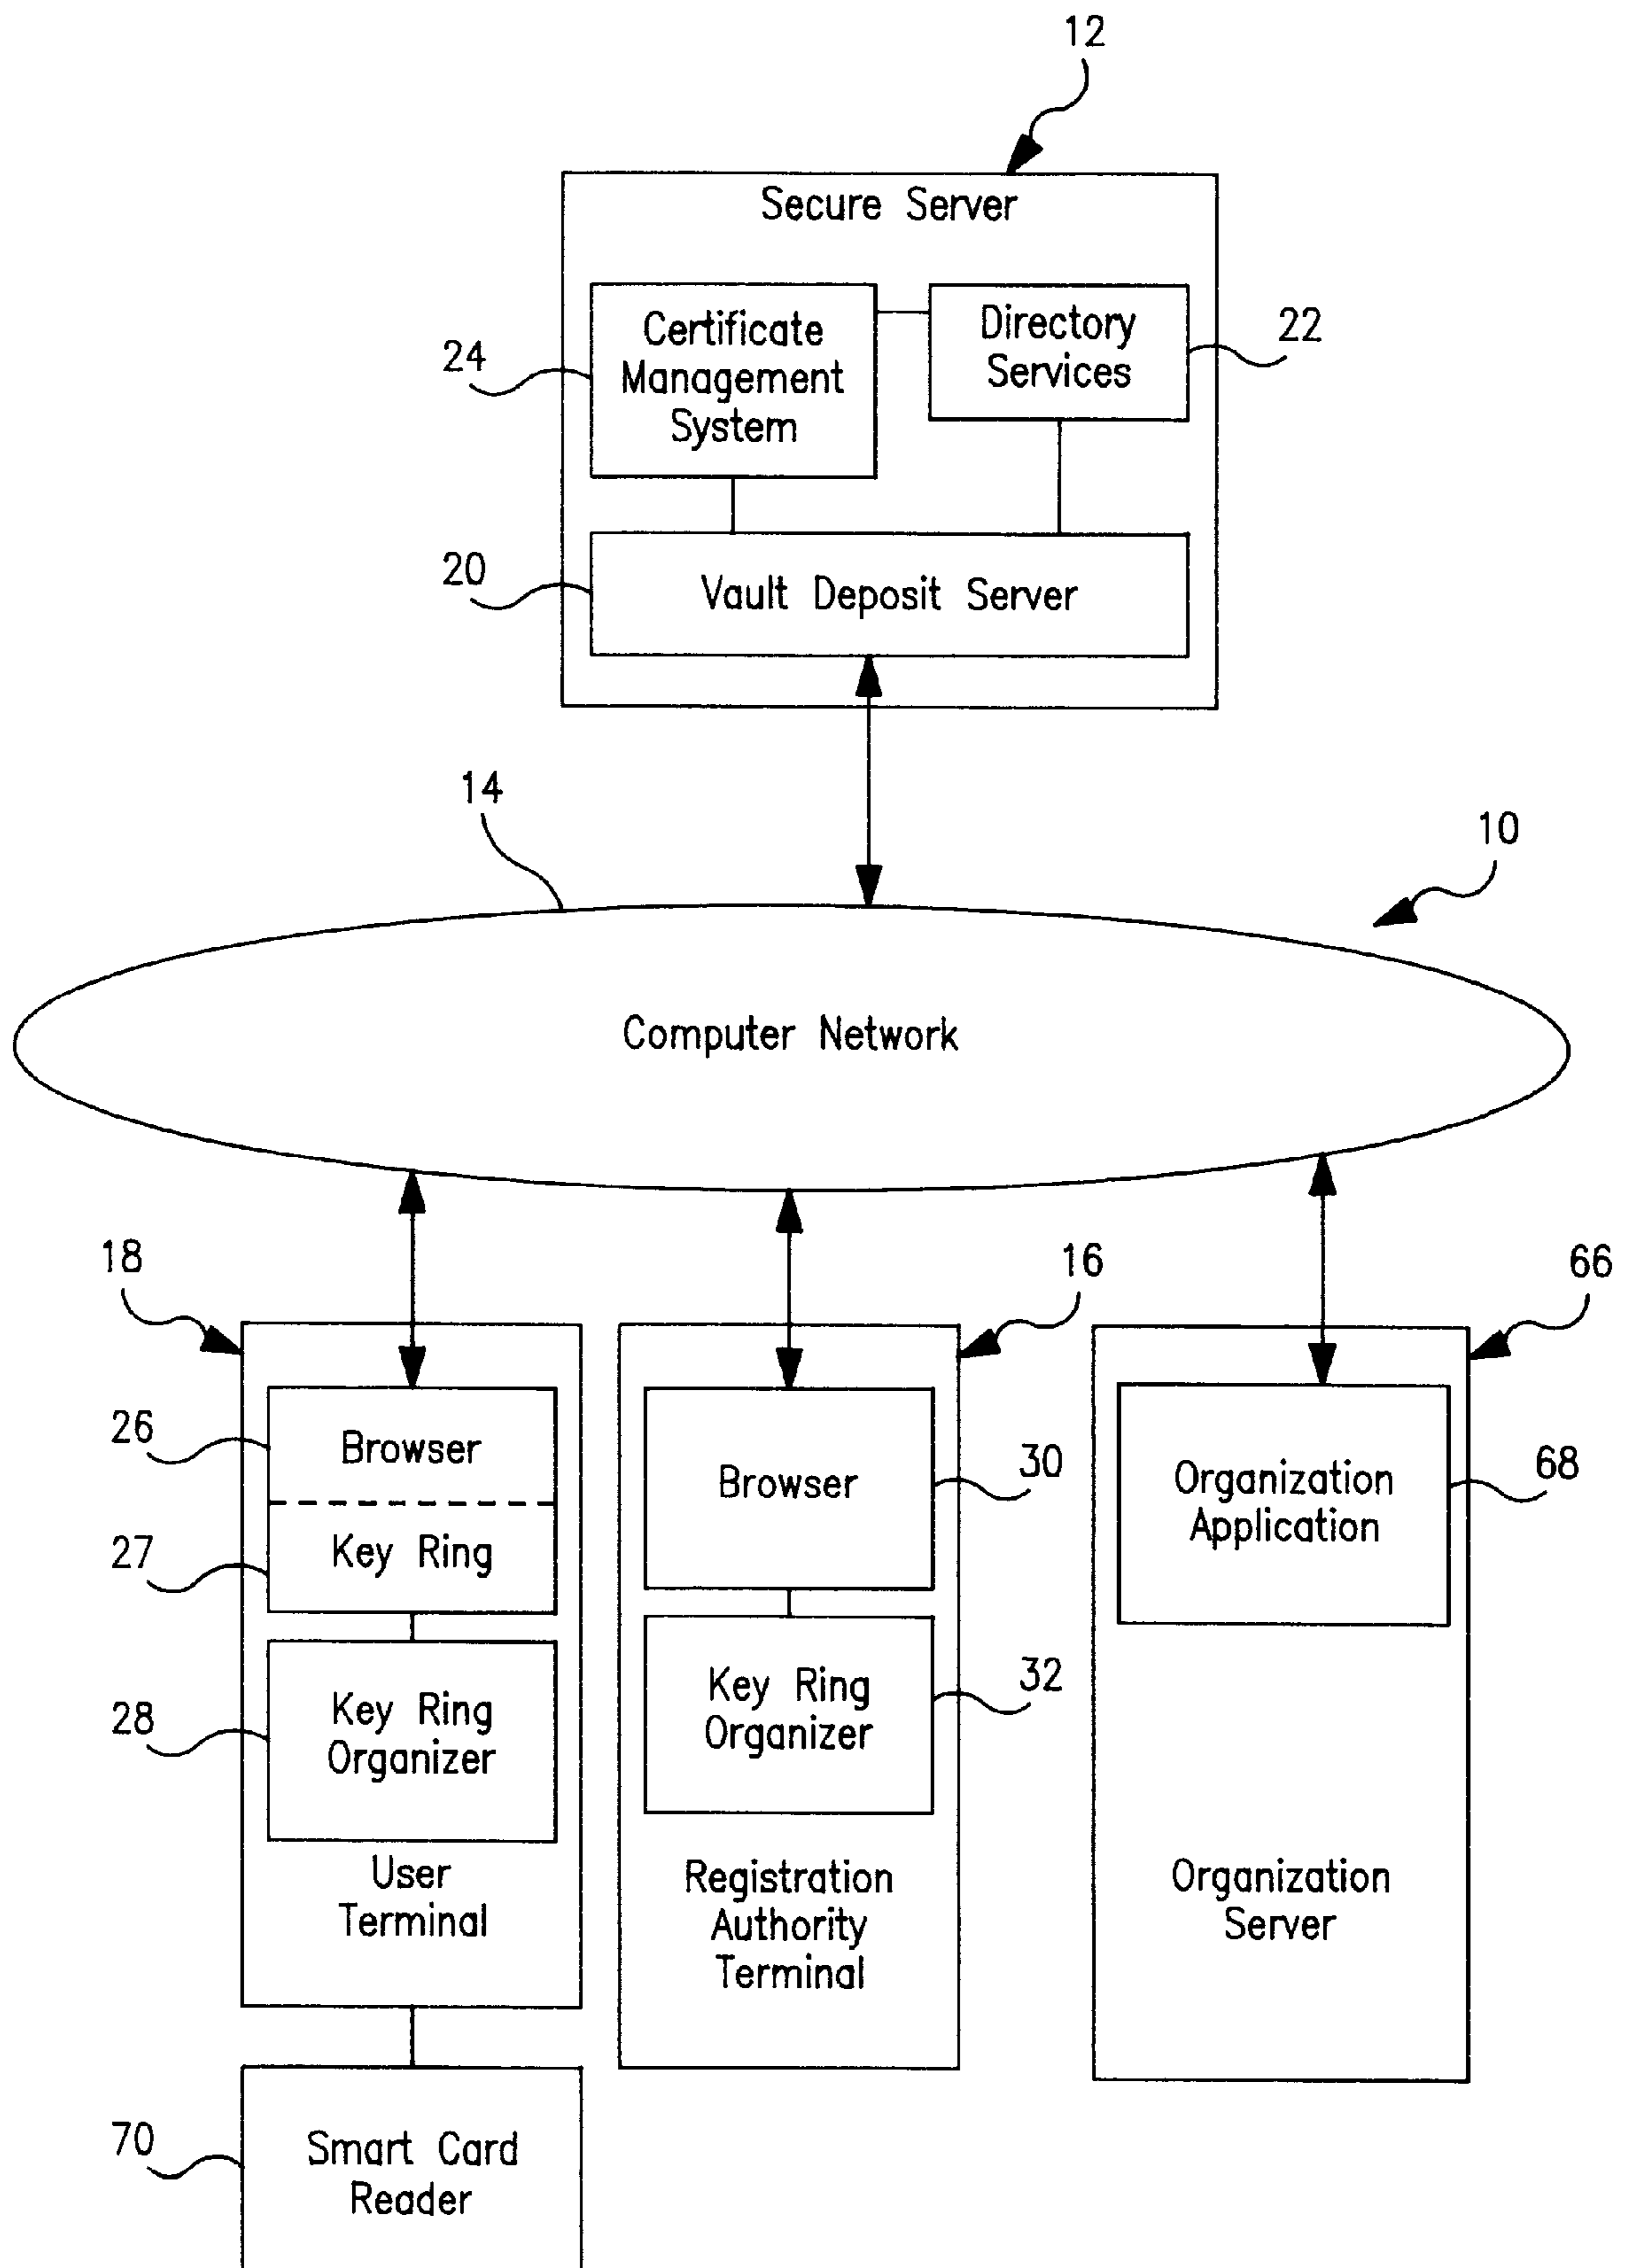 12
Secure Server
Certificate
Management
System
Directory
Services
24
22
20
Vault Deposit Server
14
10
Computer Network
18
16
66
26
Browser
27
Key Ring
28
Key Ring
Organizer
User
Terminal
Browser
30
Key Ring
Organizer
32
Registration
Authority
Terminal
Organization
Application
68
Organization
Server
70
Smart Card
Reader